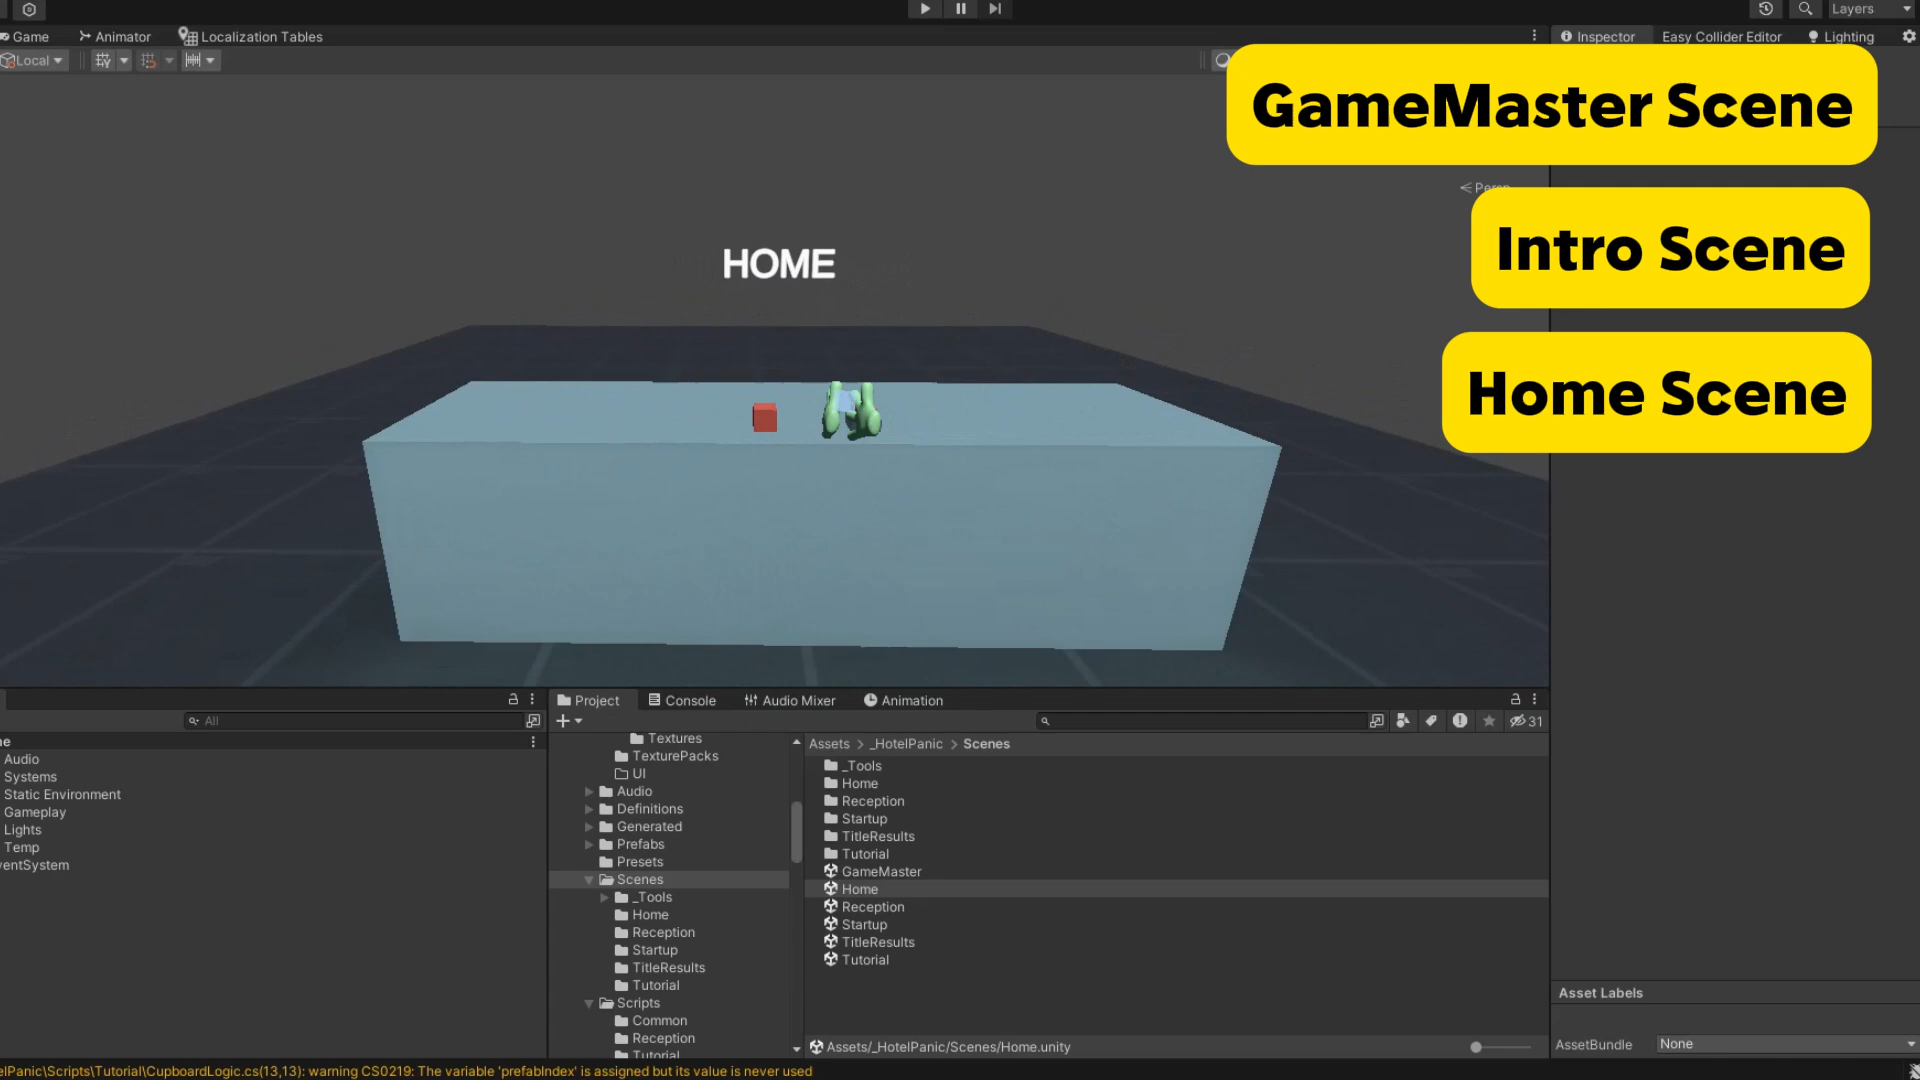 Layers
Game
Animator
Localization Tables
Inspector
Easy Collider Editor
Lighting
Local
GameMaster Scene
Persp
Intro Scene
HOME
Home Scene
Project
Console
Audio Mixer
Animation
All
31
ne
Audio
Systems
Static Environment
Gameplay
Lights
Temp
ventSystem
Textures
TexturePacks
UI
Audio
Definitions
Generated
Prefabs
Presets
Scenes
_Tools
Home
Reception
Startup
TitleResults
Tutorial
Scripts
Common
Reception
Tutorial
Assets > _HotelPanic > Scenes
_Tools
Home
Reception
Startup
TitleResults
Tutorial
GameMaster
Home
Reception
Startup
TitleResults
Tutorial
Assets/_HotelPanic/Scenes/Home.unity
Asset Labels
AssetBundle
None
elPanic\Scripts\Tutorial\CupboardLogic.cs(13,13): warning CS0219: The variable 'prefabIndex' is assigned but its value is never used